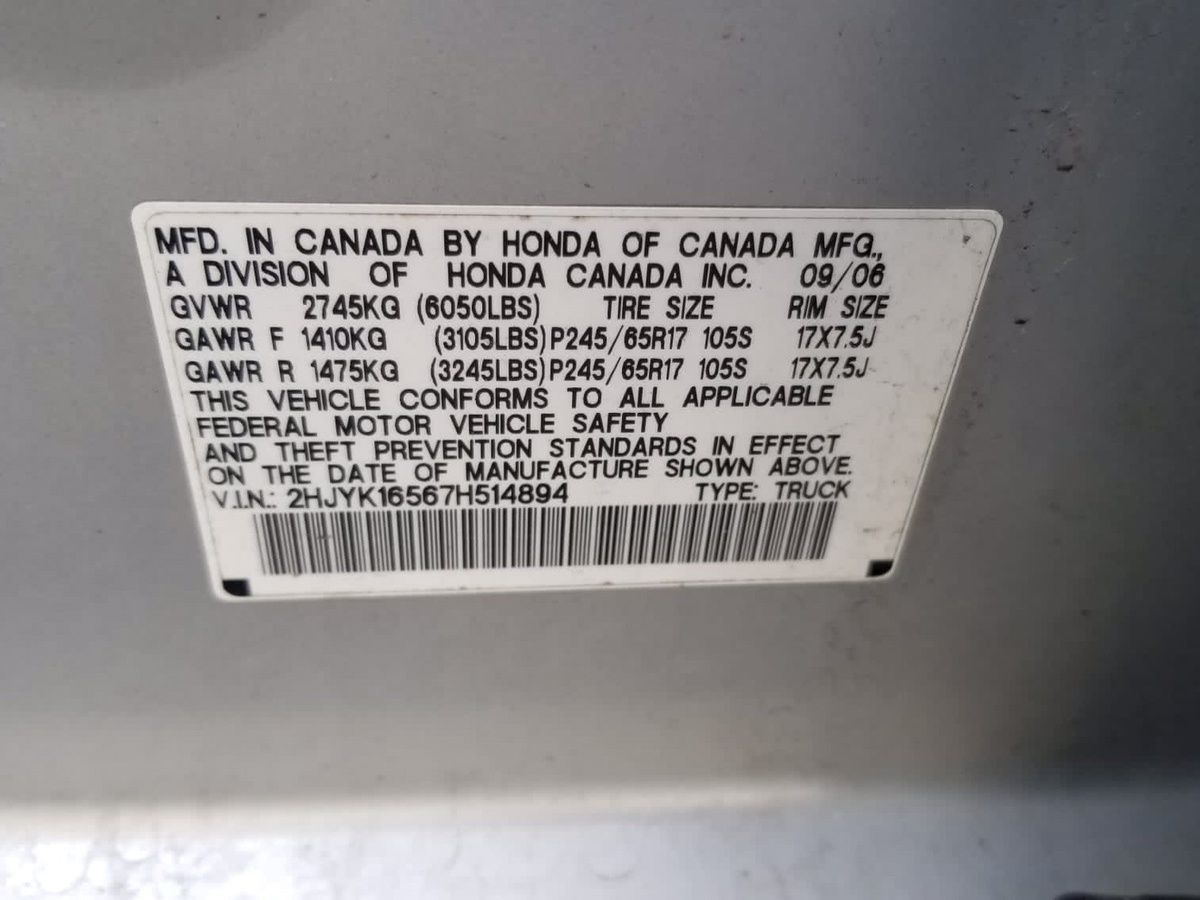 MFD. IN CANADA BY HONDA OF CANADA MFG.,
A DIVISION OF HONDA CANADA INC. 09/06
GVWR 2745KG (6050LBS) TIRE SIZE RIM SIZE
GAWR F 1410KG (3105LBS) P245/65R17 105S 17X7.5J
GAWR R 1475KG (3245LBS) P245/65R17 105S 17X7.5J
THIS VEHICLE CONFORMS TO ALL APPLICABLE
FEDERAL MOTOR VEHICLE SAFETY
AND THEFT PREVENTION STANDARDS IN EFFECT
ON THE DATE OF MANUFACTURE SHOWN ABOVE.
V.I.N.: 2HJYK16567H514894 TYPE: TRUCK